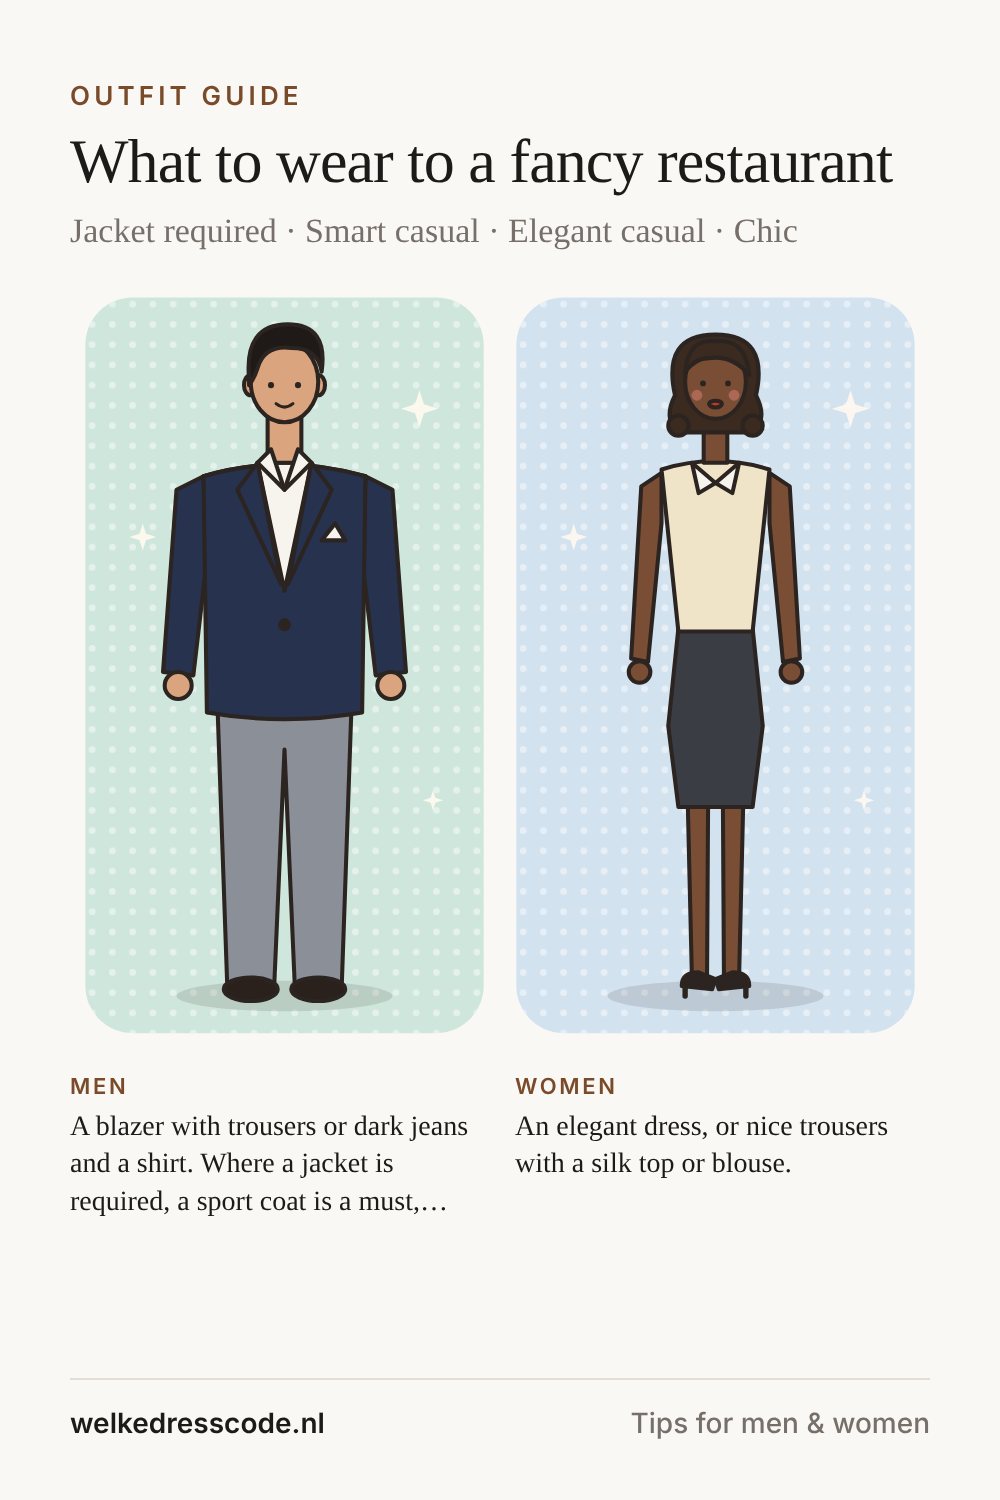 OUTFIT GUIDE
What to wear to a fancy restaurant
Jacket required · Smart casual · Elegant casual · Chic
MEN
A blazer with trousers or dark jeans
and a shirt. Where a jacket is
required, a sport coat is a must,…
WOMEN
An elegant dress, or nice trousers
with a silk top or blouse.
welkedresscode.nl
Tips for men & women